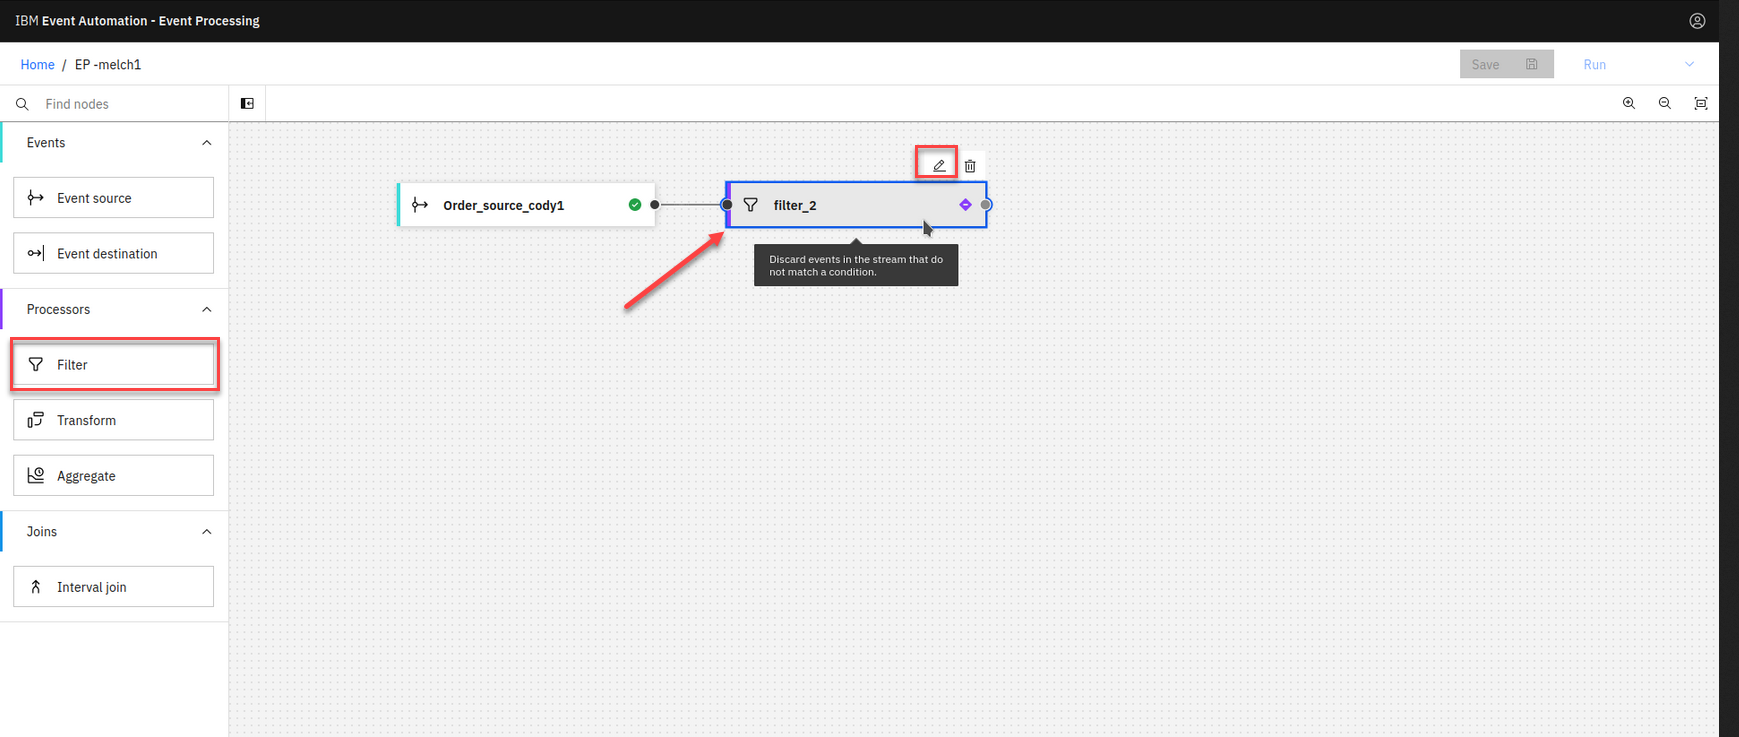 IBM Event Automation - Event Processing
Home / EP -melch1
Save
Run
Find nodes
Events
Event source
Event destination
Processors
Filter
Transform
Aggregate
Joins
Interval join
Order_source_cody1
filter_2
Discard events in the stream that do
not match a condition.